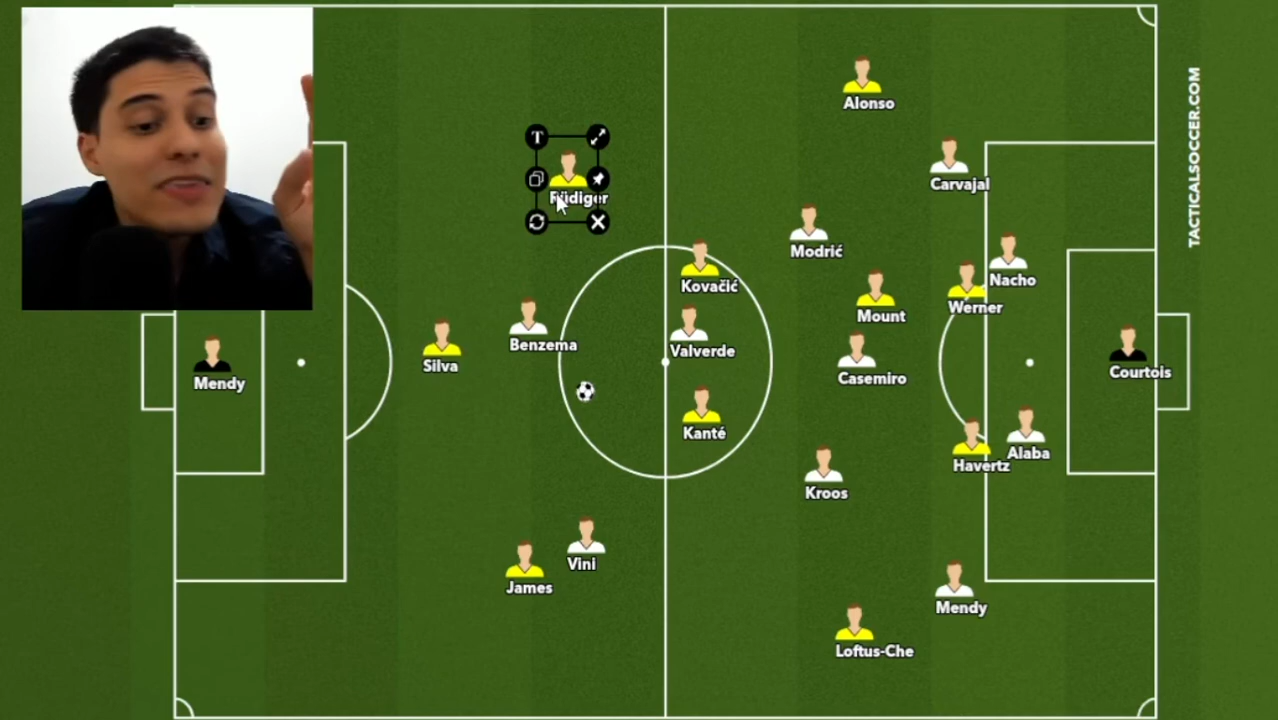 Alonso
TACTICALSOCCER.COM
Carvajal
T
Rüdiger
Modrić
Nacho
Kovačić
Werner
Mount
Benzema
Valverde
Silva
Courtois
Casemiro
Mendy
Kanté
Alaba
Havertz
Kroos
Vini
James
Mendy
Loftus-Che